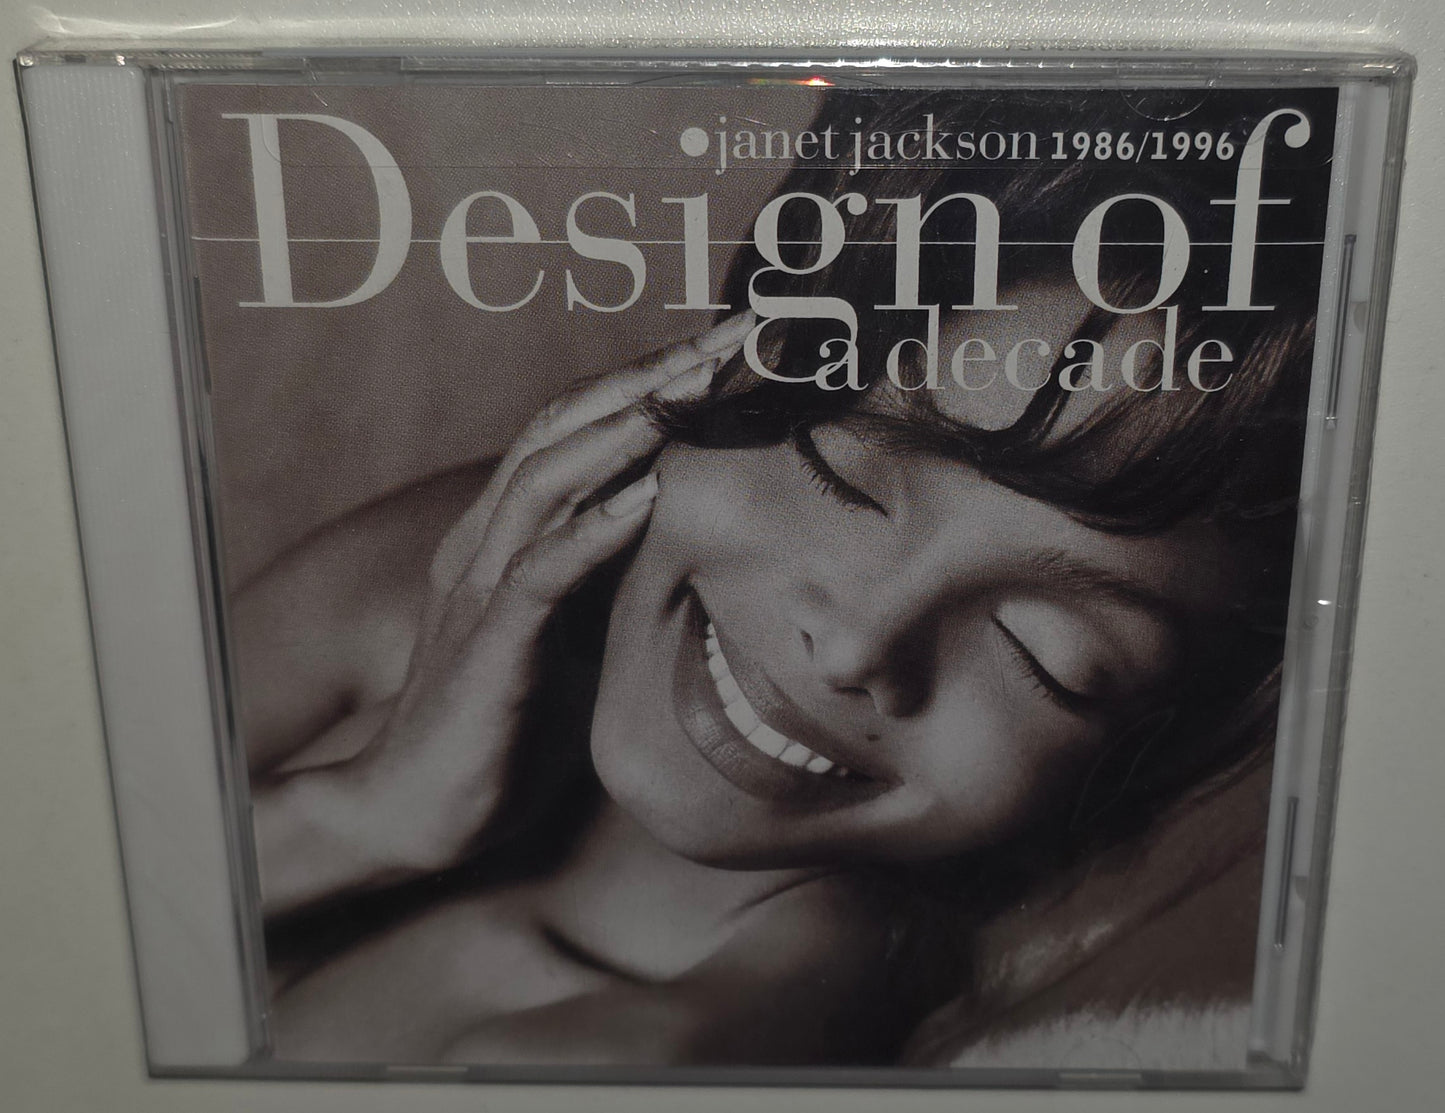 •janet jackson 1986/1996
Design of
a decade